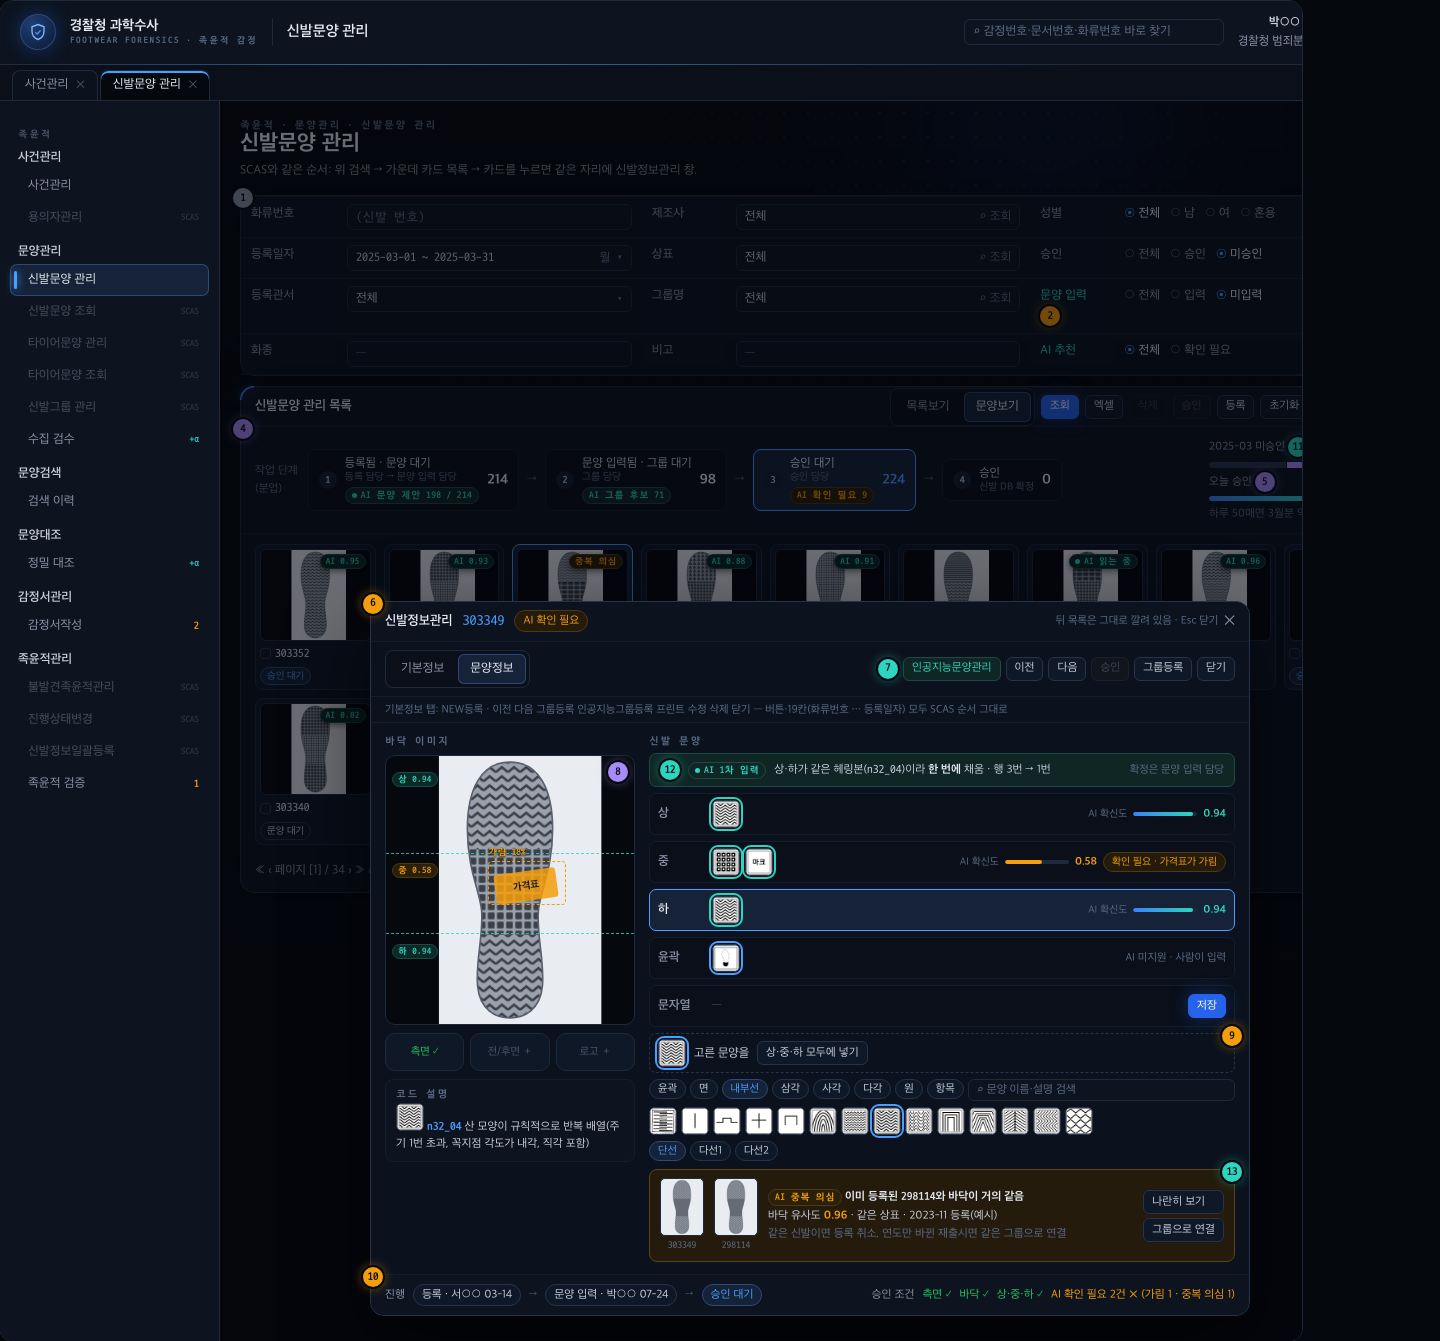 경찰청 과학수사
FOOTWEAR FORENSICS · 족윤적 감정
신발문양 관리
⌕ 감정번호·문서번호·화류번호 바로 찾기
박○○
경찰청 범죄분
사건관리 ×
신발문양 관리 ×
족윤적
사건관리
사건관리
용의자관리 SCAS
문양관리
신발문양 관리
신발문양 조회 SCAS
타이어문양 관리 SCAS
타이어문양 조회 SCAS
신발그룹 관리 SCAS
수집 검수 +α
문양검색
검색 이력
문양대조
정밀 대조 +α
감정서관리
감정서작성 2
족윤적관리
불발견족윤적관리 SCAS
진행상태변경 SCAS
신발정보일괄등록 SCAS
족윤적 검증 1
족윤적 · 문양관리 · 신발문양 관리
신발문양 관리
SCAS와 같은 순서: 위 검색 → 가운데 카드 목록 → 카드를 누르면 같은 자리에 신발정보관리 창.
1
화류번호 (신발 번호) 제조사 전체 ⌕ 조회 성별 전체 남 여 혼용
등록일자 2025-03-01 ~ 2025-03-31 월 상표 전체 ⌕ 조회 승인 전체 승인 미승인
등록관서 전체 그룹명 전체 ⌕ 조회 문양 입력 전체 입력 미입력
2
화종 — 비고 — AI 추천 전체 확인 필요
신발문양 관리 목록 목록보기 문양보기 조회 엑셀 삭제 승인 등록 초기화
4
작업 단계
(분업)
1 등록됨 · 문양 대기
등록 담당 → 문양 입력 담당
AI 문양 제안 198 / 214
214 →
2 문양 입력됨 · 그룹 대기
그룹 담당
AI 그룹 후보 71
98 →
3 승인 대기
승인 담당
AI 확인 필요 9
224 →
4 승인
신발 DB 확정
0
2025-03 미승인 11
오늘 승인 5
하루 50매면 3월분
AI 0.95
AI 0.93
중복 의심
AI 0.88
AI 0.91
AI 읽는 중
AI 0.96
303352
승인 대기
AI 0.82
303340
문양 대기
≪ ‹ 페이지 [1] / 34 › ≫
6
신발정보관리 303349 AI 확인 필요 뒤 목록은 그대로 깔려 있음 · Esc 닫기 ×
기본정보 문양정보 7 인공지능문양관리 이전 다음 승인 그룹등록 닫기
기본정보 탭: NEW등록 · 이전 다음 그룹등록 인공지능그룹등록 프린트 수정 삭제 닫기 — 버튼·19칸(화류번호 ⋯ 등록일자) 모두 SCAS 순서 그대로
바닥 이미지
상 0.94
8
중 0.58
가격표
하 0.94
측면 ✓
전/후면 +
로고 +
코드 설명
n32_04 산 모양이 규칙적으로 반복 배열(주
기 1번 초과, 꼭지점 각도가 내각, 직각 포함)
신발 문양
12 AI 1차 입력 상·하가 같은 헤링본(n32_04)이라 한 번에 채움 · 행 3번 → 1번 확정은 문양 입력 담당
상 AI 확신도 0.94
중 마크 AI 확신도 0.58 확인 필요 · 가격표가 가림
하 AI 확신도 0.94
윤곽 AI 미지원 · 사람이 입력
문자열 — 저장
9
고른 문양을 상·중·하 모두에 넣기
윤곽 면 내부선 삼각 사각 다각 원 항목 ⌕ 문양 이름·설명 검색
단선 다선1 다선2
13
303349
298114
AI 중복 의심 이미 등록된 298114와 바닥이 거의 같음
바닥 유사도 0.96 · 같은 상표 · 2023-11 등록(예시)
같은 신발이면 등록 취소, 연도만 바뀐 재출시면 같은 그룹으로 연결
나란히 보기
그룹으로 연결
10
진행 등록 · 서○○ 03-14 → 문양 입력 · 박○○ 07-24 → 승인 대기
승인 조건 측면 ✓ 바닥 ✓ 상·중·하 ✓ AI 확인 필요 2건 × (가림 1 · 중복 의심 1)